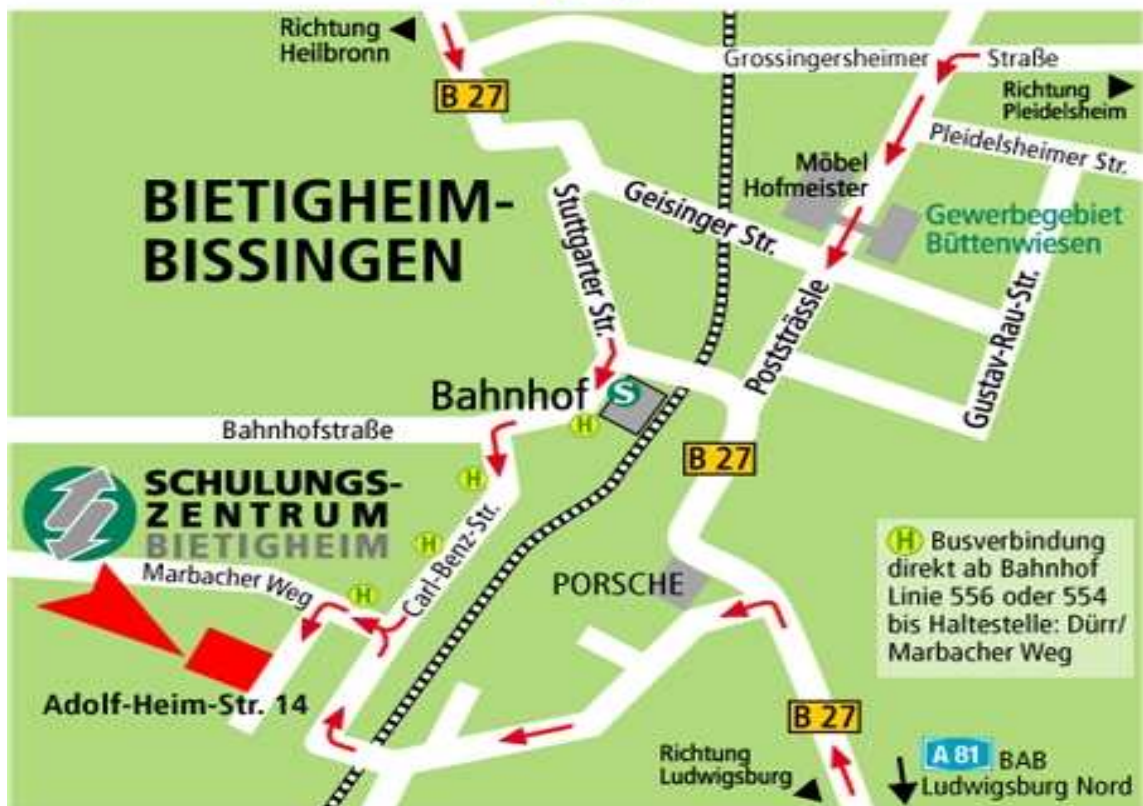 Richtung
Heilbronn
B 27
Grossingersheimer Straße
Richtung
Pleidelsheim
Pleidelsheimer Str.
Möbel
Hofmeister
BIETIGHEIM-
BISSINGEN
Stuttgarter Str.
Geisinger Str.
Gewerbegebiet
Büttenwiesen
Poststrässle
Gustav-Rau-Str.
Bahnhof
S
H
Bahnhofstraße
B 27
SCHULUNGS-
ZENTRUM
BIETIGHEIM
H
H
H
Carl-Benz-Str.
Marbacher Weg
PORSCHE
H Busverbindung
direkt ab Bahnhof
Linie 556 oder 554
bis Haltestelle: Dürr/
Marbacher Weg
Adolf-Heim-Str. 14
B 27
Richtung
Ludwigsburg
A 81 BAB
Ludwigsburg Nord